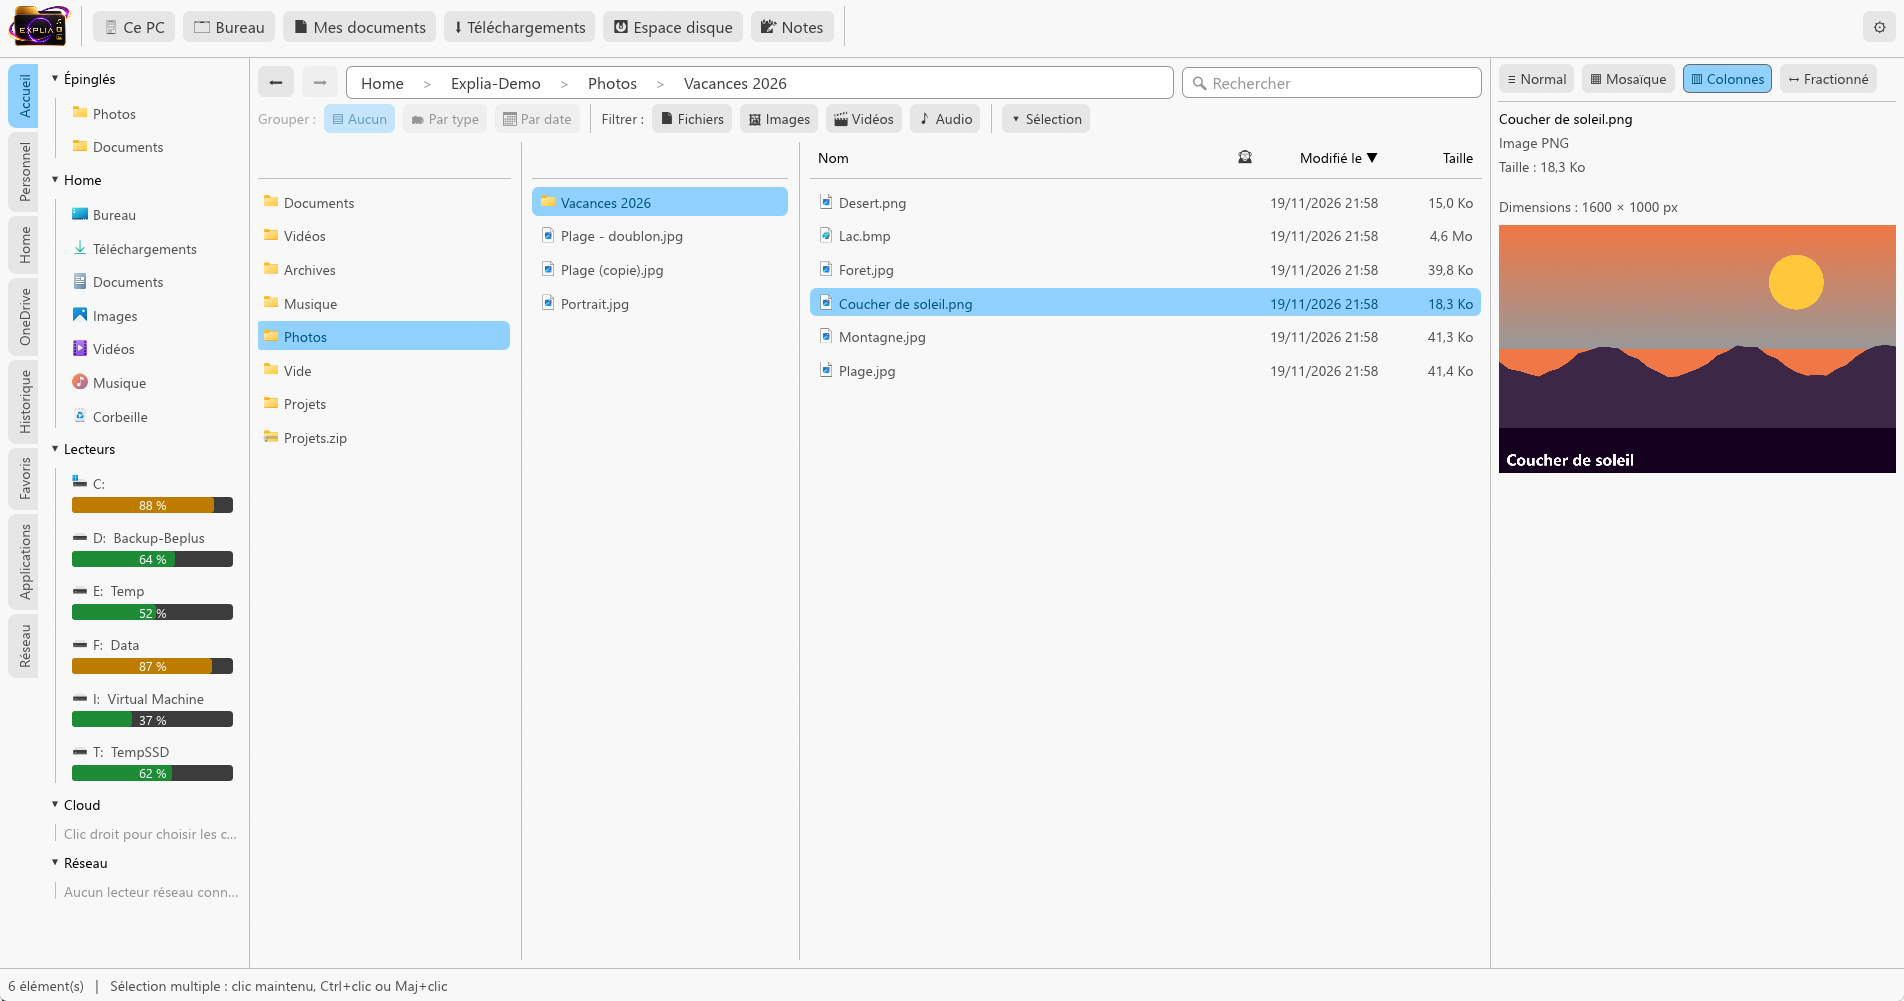 EXPLIA
Ce PC
Bureau
Mes documents
Téléchargements
Espace disque
Notes
Accueil
Personnel
Home
OneDrive
Historique
Favoris
Applications
Réseau
Épinglés
Photos
Documents
Home
Bureau
Téléchargements
Documents
Images
Vidéos
Musique
Corbeille
Lecteurs
C:
88 %
D: Backup-Beplus
64 %
E: Temp
52 %
F: Data
87 %
I: Virtual Machine
37 %
T: TempSSD
62 %
Cloud
Clic droit pour choisir les c...
Réseau
Aucun lecteur réseau conn...
Home > Explia-Demo > Photos > Vacances 2026
Rechercher
Grouper : Aucun Par type Par date Filtrer : Fichiers Images Vidéos Audio Sélection
Documents
Vidéos
Archives
Musique
Photos
Vide
Projets
Projets.zip
Vacances 2026
Plage - doublon.jpg
Plage (copie).jpg
Portrait.jpg
Nom Modifié le ▼ Taille
Desert.png 19/11/2026 21:58 15,0 Ko
Lac.bmp 19/11/2026 21:58 4,6 Mo
Foret.jpg 19/11/2026 21:58 39,8 Ko
Coucher de soleil.png 19/11/2026 21:58 18,3 Ko
Montagne.jpg 19/11/2026 21:58 41,3 Ko
Plage.jpg 19/11/2026 21:58 41,4 Ko
Normal Mosaïque Colonnes Fractionné
Coucher de soleil.png
Image PNG
Taille : 18,3 Ko
Dimensions : 1600 × 1000 px
Coucher de soleil
6 élément(s) | Sélection multiple : clic maintenu, Ctrl+clic ou Maj+clic